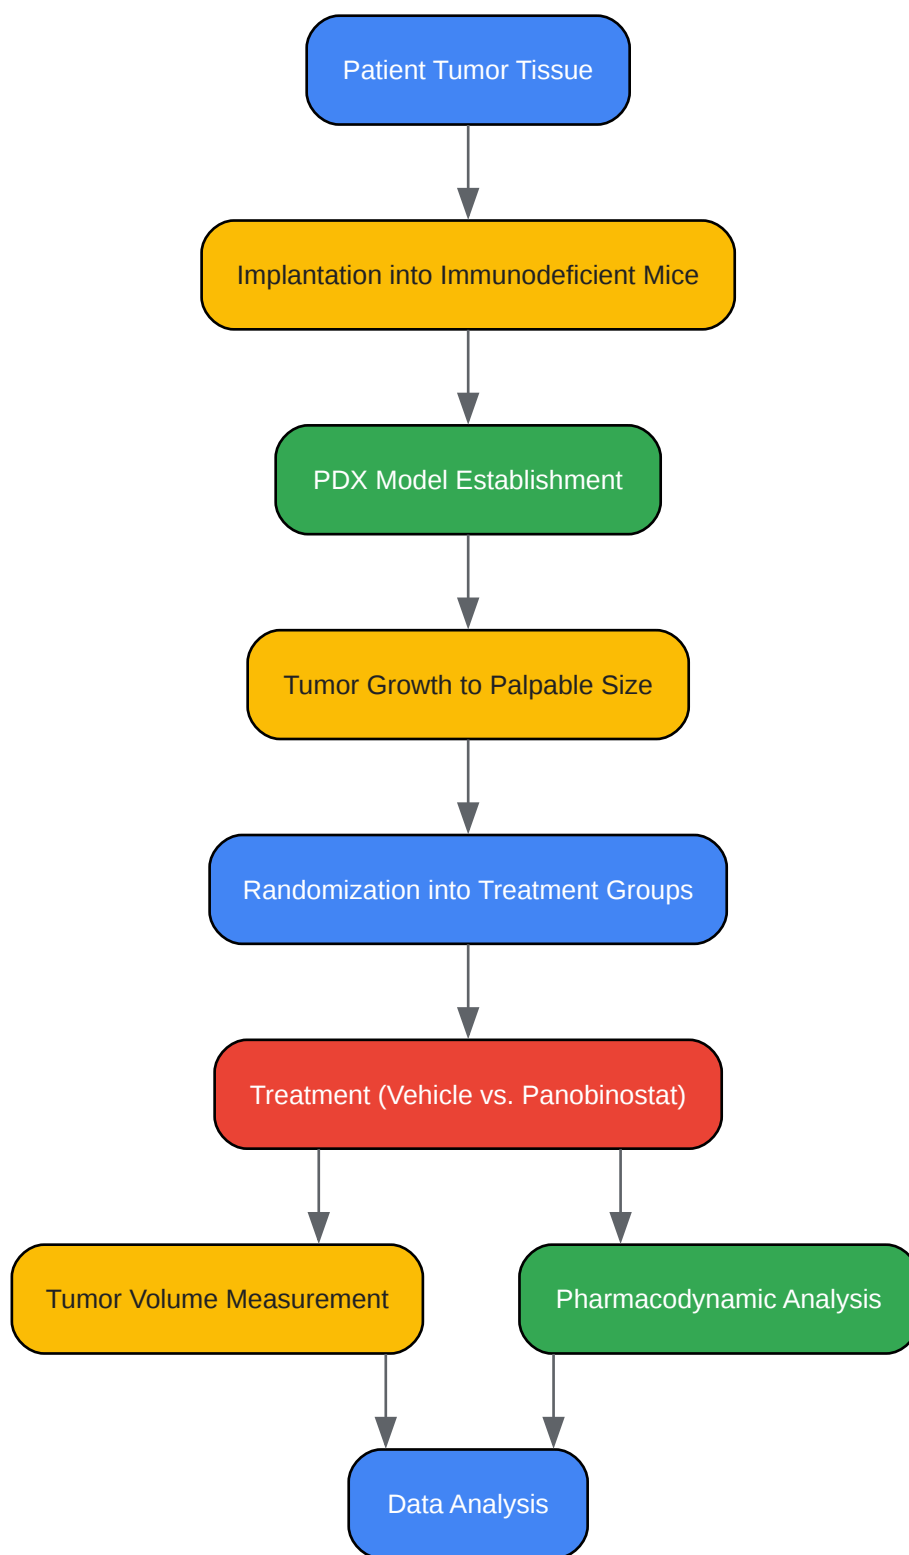 Patient Tumor Tissue
Implantation into Immunodeficient Mice
PDX Model Establishment
Tumor Growth to Palpable Size
Randomization into Treatment Groups
Treatment (Vehicle vs. Panobinostat)
Tumor Volume Measurement
Pharmacodynamic Analysis
Data Analysis